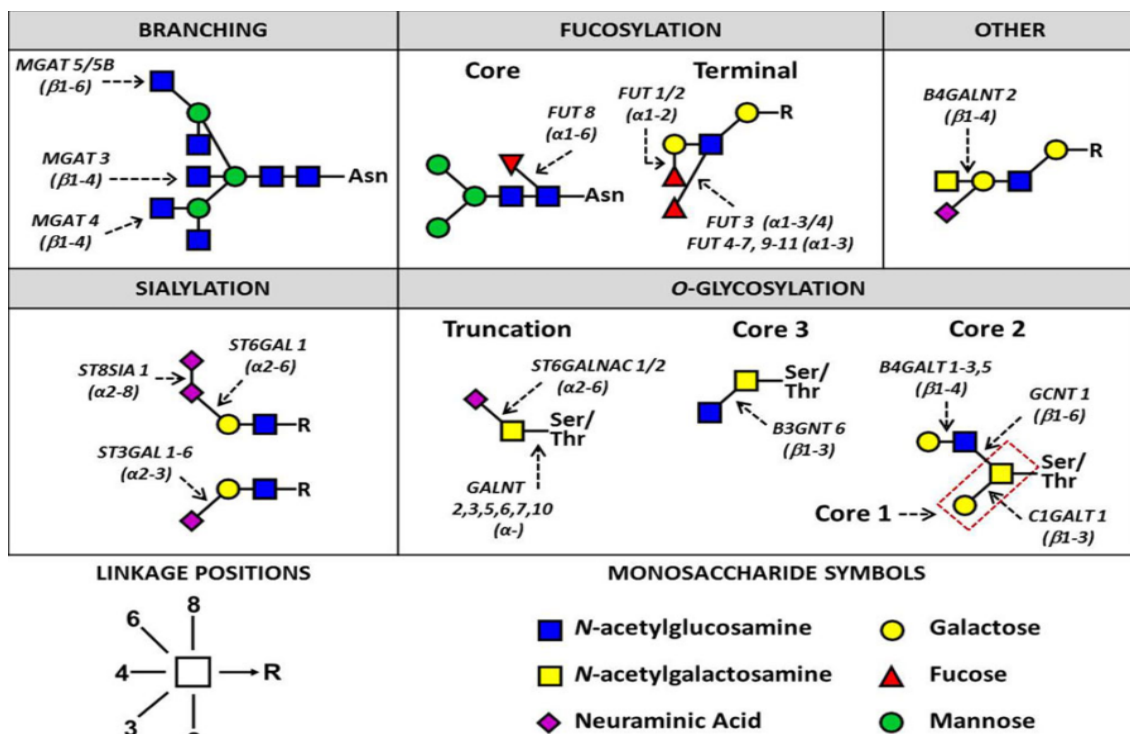 BRANCHING
MGAT 5/5B
(β1-6)
MGAT 3
(β1-4)
MGAT 4
(β1-4)
Asn
FUCOSYLATION
Core
FUT 8
(α1-6)
Asn
Terminal
FUT 1/2
(α1-2)
R
FUT 3 (α1-3/4)
FUT 4-7, 9-11 (α1-3)
OTHER
B4GALNT 2
(β1-4)
R
SIALYLATION
ST8SIA 1
(α2-8)
ST6GAL 1
(α2-6)
R
ST3GAL 1-6
(α2-3)
R
O-GLYCOSYLATION
Truncation
ST6GALNAC 1/2
(α2-6)
Ser/
Thr
GALNT
2,3,5,6,7,10
(α-)
Core 3
Ser/
Thr
B3GNT 6
(β1-3)
Core 2
B4GALT 1-3,5
(β1-4)
GCNT 1
(β1-6)
Ser/
Thr
Core 1
C1GALT 1
(β1-3)
LINKAGE POSITIONS
8
6
4
R
3
MONOSACCHARIDE SYMBOLS
N-acetylglucosamine
Galactose
N-acetylgalactosamine
Fucose
Neuraminic Acid
Mannose